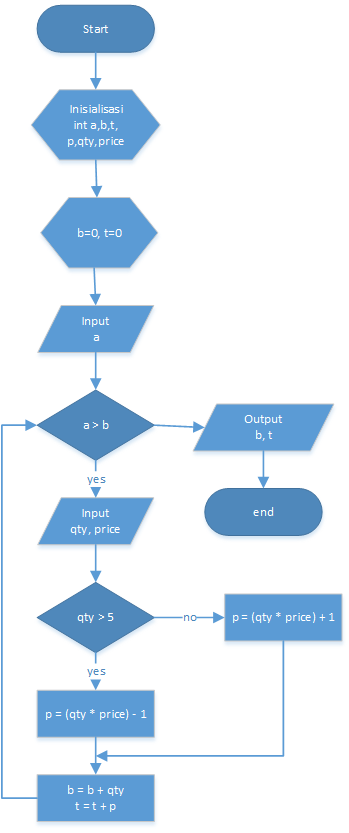 Start
Inisialisasi
int a,b,t,
p,qty,price
b=0, t=0
Input
a
a > b
Output
b, t
yes
Input
qty, price
end
qty > 5
no
p = (qty * price) + 1
yes
p = (qty * price) - 1
b = b + qty
t = t + p